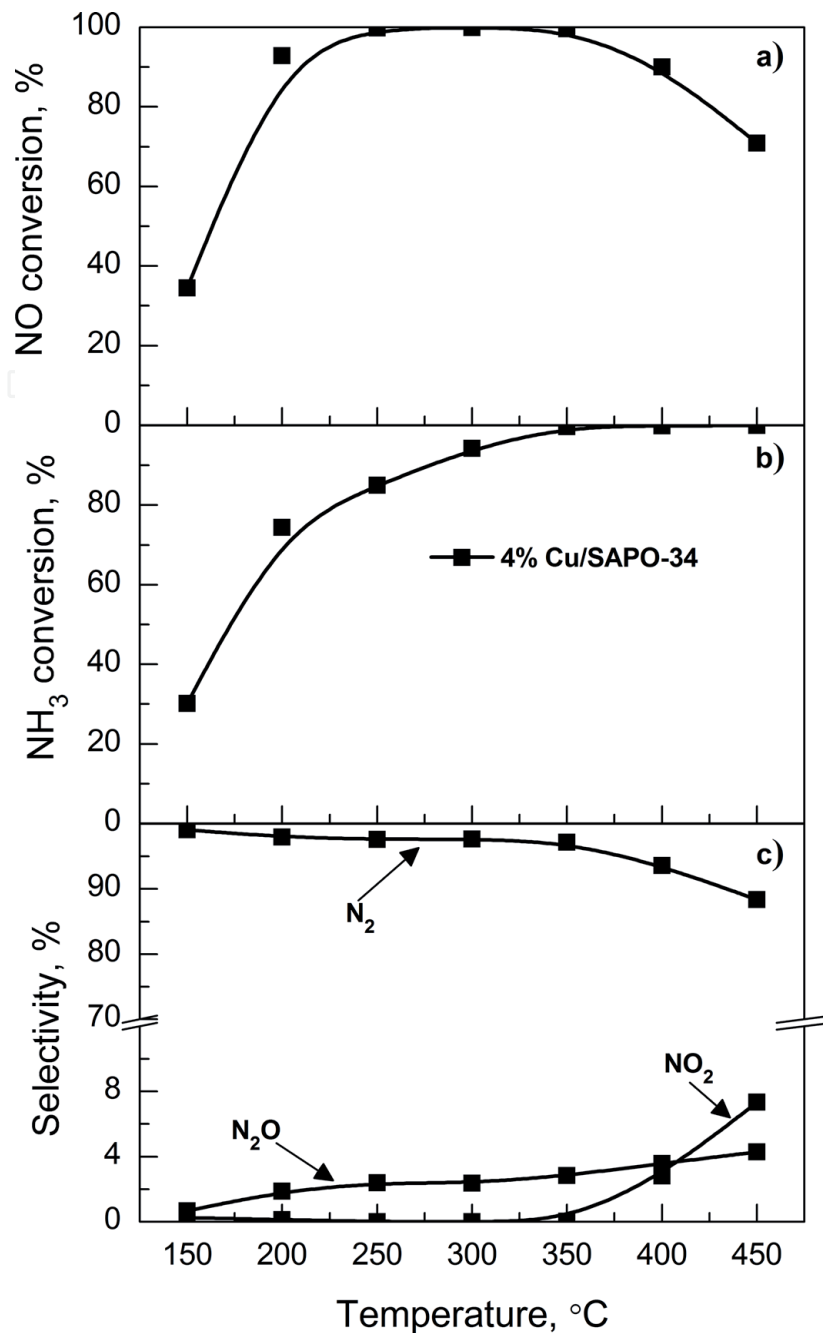 100
80
60
40
20
0
NO conversion, %
a)
80
60
40
20
0
NH3 conversion, %
b)
4% Cu/SAPO-34
90
70
8
4
0
Selectivity, %
c)
N2
NO2
N2O
150 200 250 300 350 400 450
Temperature, °C